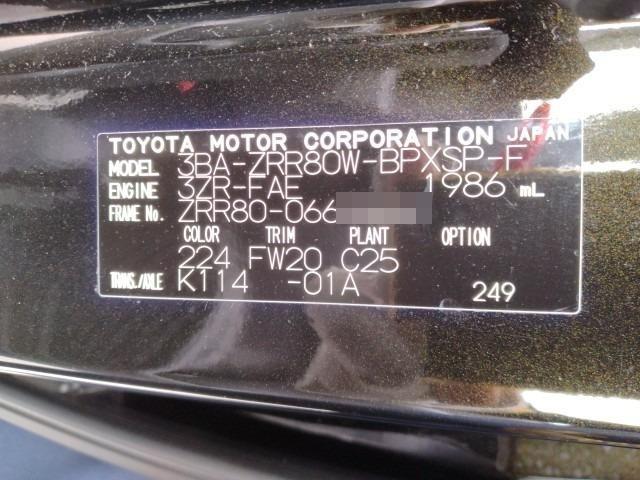 TOYOTA MOTOR CORPORATION JAPAN
MODEL 3BA-ZRR80W-BPXSP-F
ENGINE 3ZR-FAE 1986 mL
FRAME No. ZRR80-066
COLOR TRIM PLANT OPTION
224 FW20 C25
TRANS./AXLE K114 -01A 249